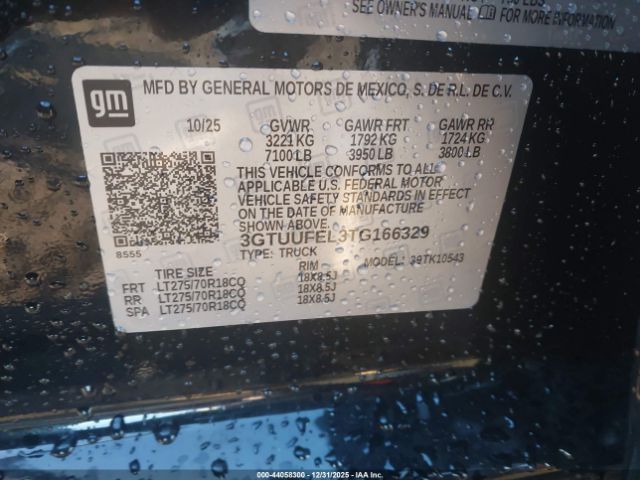 SEE OWNER'S MANUAL FOR MORE INFORMATION
gm
MFD BY GENERAL MOTORS DE MEXICO, S. DE R.L. DE C.V.
10/25 GVWR GAWR FRT GAWR RR
3221 KG 1792 KG 1724 KG
7100 LB 3950 LB 3800 LB
THIS VEHICLE CONFORMS TO ALL
APPLICABLE U.S. FEDERAL MOTOR
VEHICLE SAFETY STANDARDS IN EFFECT
ON THE DATE OF MANUFACTURE
SHOWN ABOVE.
3GTUUFEL3TG166329
8555 TYPE: TRUCK MODEL: 39TK10543
TIRE SIZE RIM
FRT LT275/70R18CQ 18X8.5J
RR LT275/70R18CQ 18X8.5J
SPA LT275/70R18CQ 18X8.5J
000-44058300 - 12/31/2025 - IAA Inc.